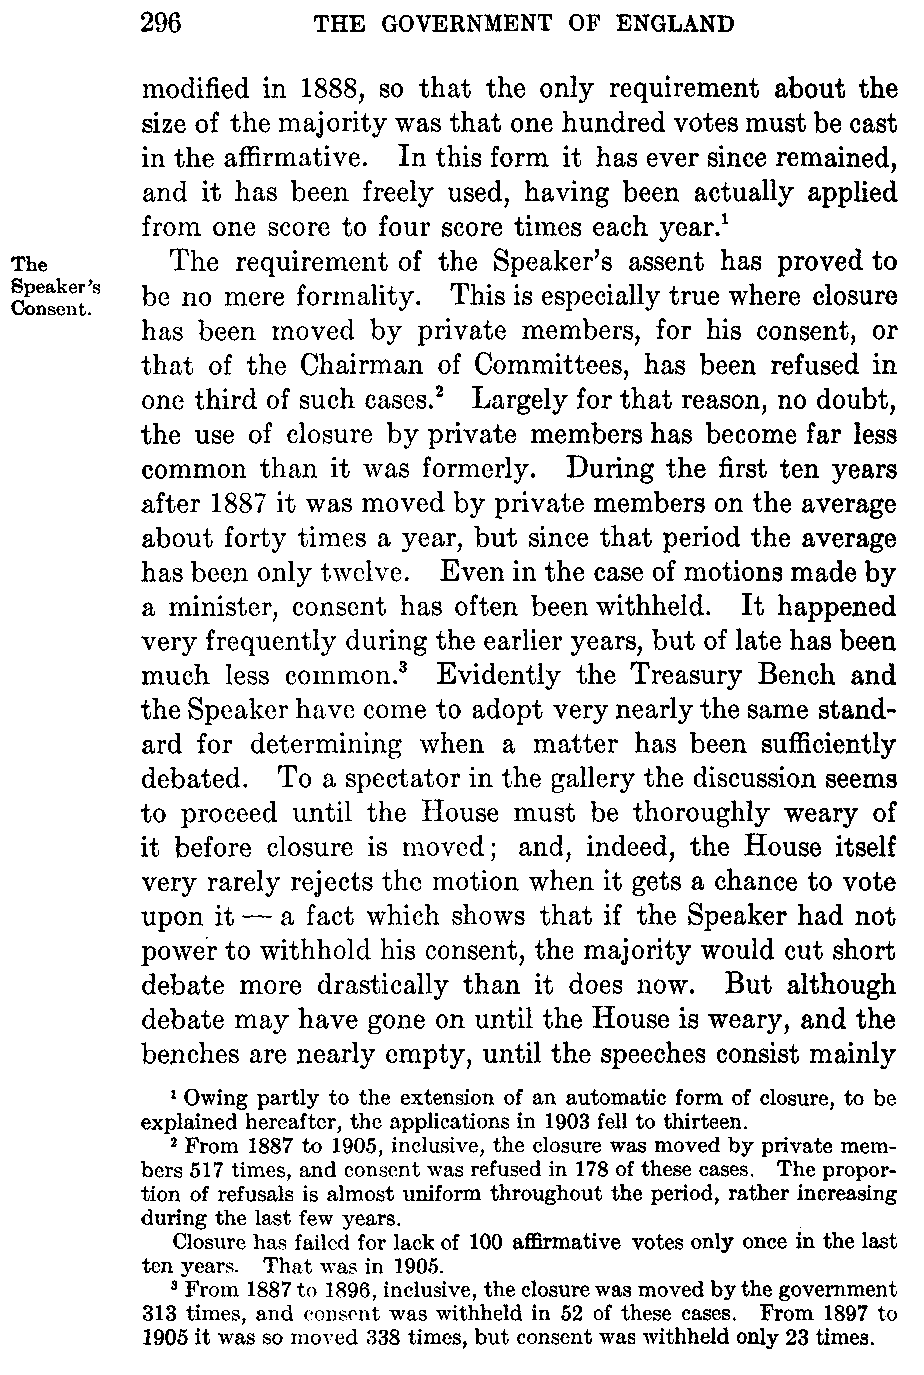 296 THE GOVERNMENT OF ENGLAND
modified in 1888, so that the only requirement about the
size of the majority was that one hundred votes must be cast
in the affirmative. In this form it has ever since remained,
and it has been freely used, having been actually applied
from one score to four score times each year.¹
The
Speaker's
Consent.
The requirement of the Speaker's assent has proved to
be no mere formality. This is especially true where closure
has been moved by private members, for his consent, or
that of the Chairman of Committees, has been refused in
one third of such cases.² Largely for that reason, no doubt,
the use of closure by private members has become far less
common than it was formerly. During the first ten years
after 1887 it was moved by private members on the average
about forty times a year, but since that period the average
has been only twelve. Even in the case of motions made by
a minister, consent has often been withheld. It happened
very frequently during the earlier years, but of late has been
much less common.³ Evidently the Treasury Bench and
the Speaker have come to adopt very nearly the same stand-
ard for determining when a matter has been sufficiently
debated. To a spectator in the gallery the discussion seems
to proceed until the House must be thoroughly weary of
it before closure is moved; and, indeed, the House itself
very rarely rejects the motion when it gets a chance to vote
upon it — a fact which shows that if the Speaker had not
power to withhold his consent, the majority would cut short
debate more drastically than it does now. But although
debate may have gone on until the House is weary, and the
benches are nearly empty, until the speeches consist mainly
¹ Owing partly to the extension of an automatic form of closure, to be
explained hereafter, the applications in 1903 fell to thirteen.
² From 1887 to 1905, inclusive, the closure was moved by private mem-
bers 517 times, and consent was refused in 178 of these cases. The propor-
tion of refusals is almost uniform throughout the period, rather increasing
during the last few years.
Closure has failed for lack of 100 affirmative votes only once in the last
ten years. That was in 1905.
³ From 1887 to 1896, inclusive, the closure was moved by the government
313 times, and consent was withheld in 52 of these cases. From 1897 to
1905 it was so moved 338 times, but consent was withheld only 23 times.